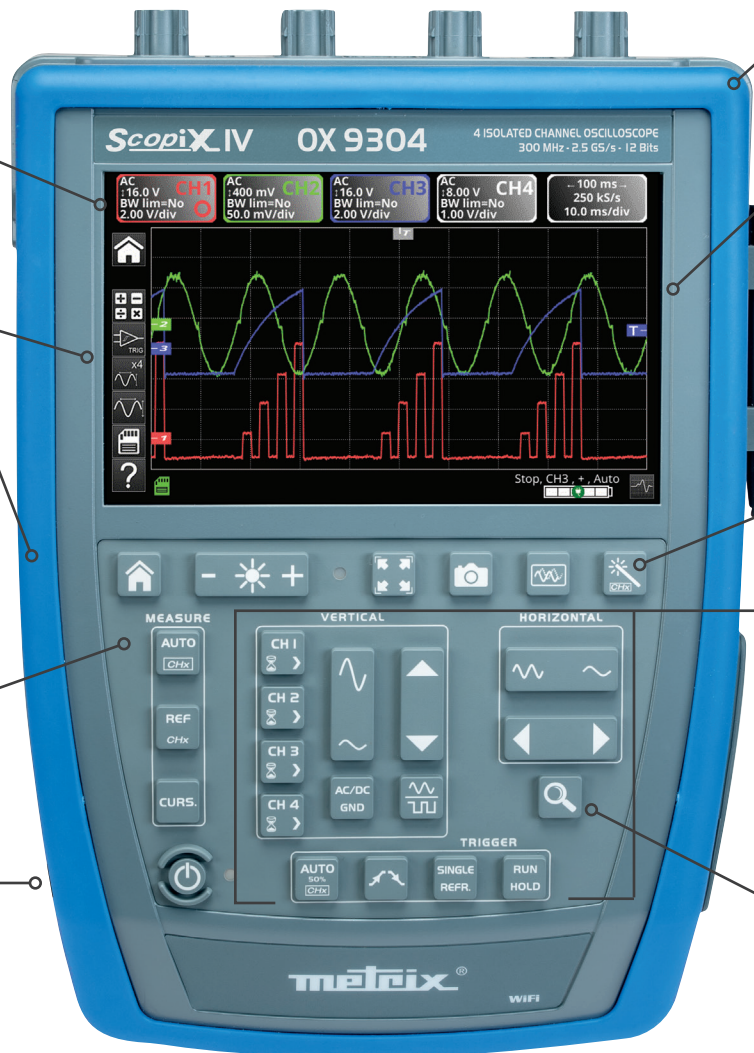 Scopix IV OX 9304
4 ISOLATED CHANNEL OSCILLOSCOPE
300 MHz - 2.5 GS/s - 12 Bits
AC CH1
↕16.0 V
BW lim=No
2.00 V/div
AC CH2
↕400 mV
BW lim=No
50.0 mV/div
AC CH3
↕16.0 V
BW lim=No
2.00 V/div
AC CH4
↕8.00 V
BW lim=No
1.00 V/div
←100 ms→
250 kS/s
10.0 ms/div
T
TRIG
x4
2
3
1
T
?
Stop, CH3 , + , Auto
- +
CHx
MEASURE
AUTO
CHx
REF
CHx
CURS.
VERTICAL
CH 1
CH 2
CH 3
CH 4
AC/DC
GND
HORIZONTAL
TRIGGER
AUTO
50%
CHx
SINGLE
REFR.
RUN
HOLD
metrix®
WiFi